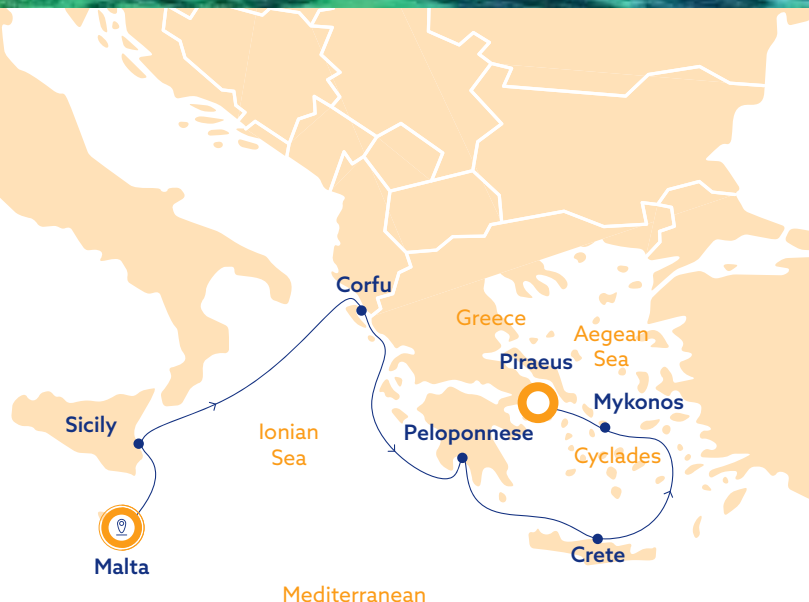 Corfu
Greece
Aegean
Sea
Piraeus
Mykonos
Sicily
Ionian
Sea
Peloponnese
Cyclades
Malta
Crete
Mediterranean